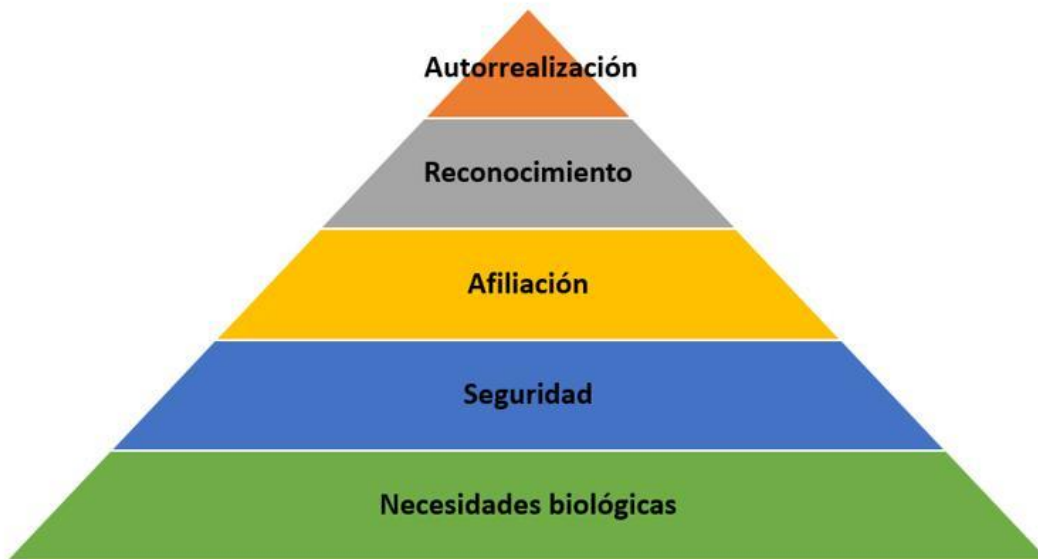 Autorrealización
Reconocimiento
Afiliación
Seguridad
Necesidades biológicas